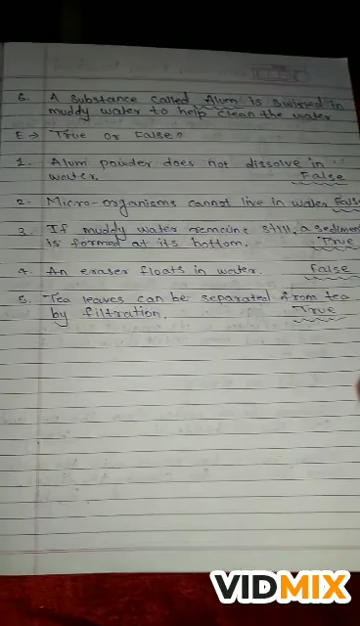 6. A substance called Alum is swirled in
muddy water to help clean the water
E → True or False?
1. Alum powder does not dissolve in
water. False
2. Micro-organisms cannot live in water False
3. If muddy water remains still, a sediment
is formed at its bottom. True
4. An eraser floats in water. False
5. Tea leaves can be separated from tea
by filtration. True
VIDMIX